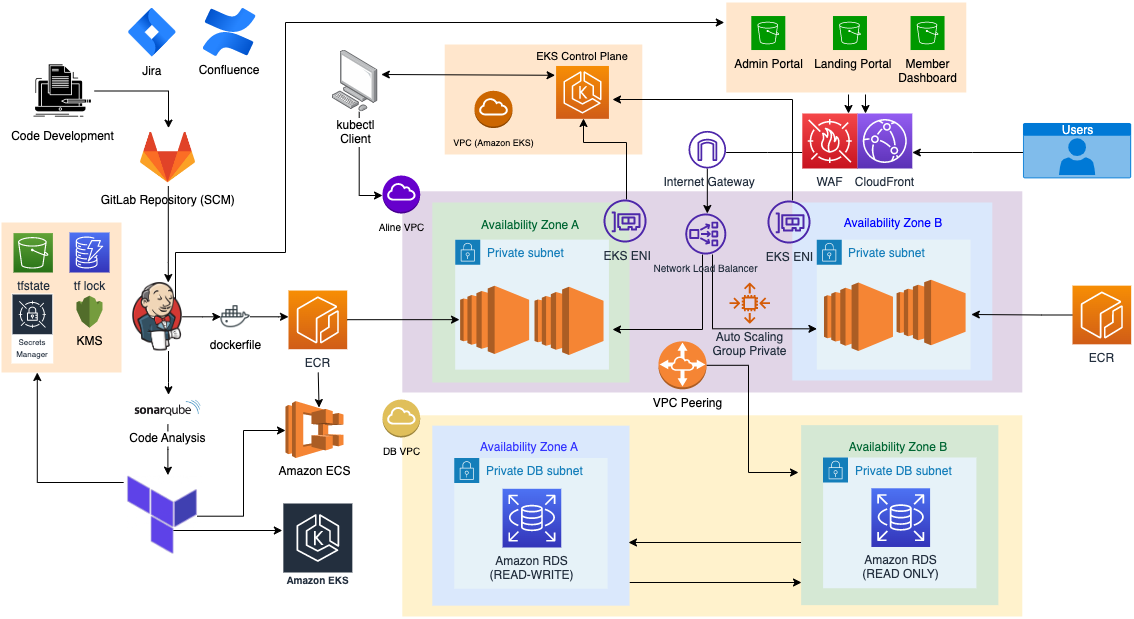 Jira
Confluence
Code Development
GitLab Repository (SCM)
tfstate
tf lock
Secrets
Manager
KMS
dockerfile
ECR
sonarqube
Code Analysis
Amazon ECS
Amazon EKS
kubectl
Client
EKS Control Plane
K
VPC (Amazon EKS)
Admin Portal
Landing Portal
Member
Dashboard
Users
WAF
CloudFront
Internet Gateway
Aline VPC
Availability Zone A
Private subnet
EKS ENI
Network Load Balancer
EKS ENI
Availability Zone B
Private subnet
Auto Scaling
Group Private
ECR
VPC Peering
DB VPC
Availability Zone A
Private DB subnet
Amazon RDS
(READ-WRITE)
Availability Zone B
Private DB subnet
Amazon RDS
(READ ONLY)
K